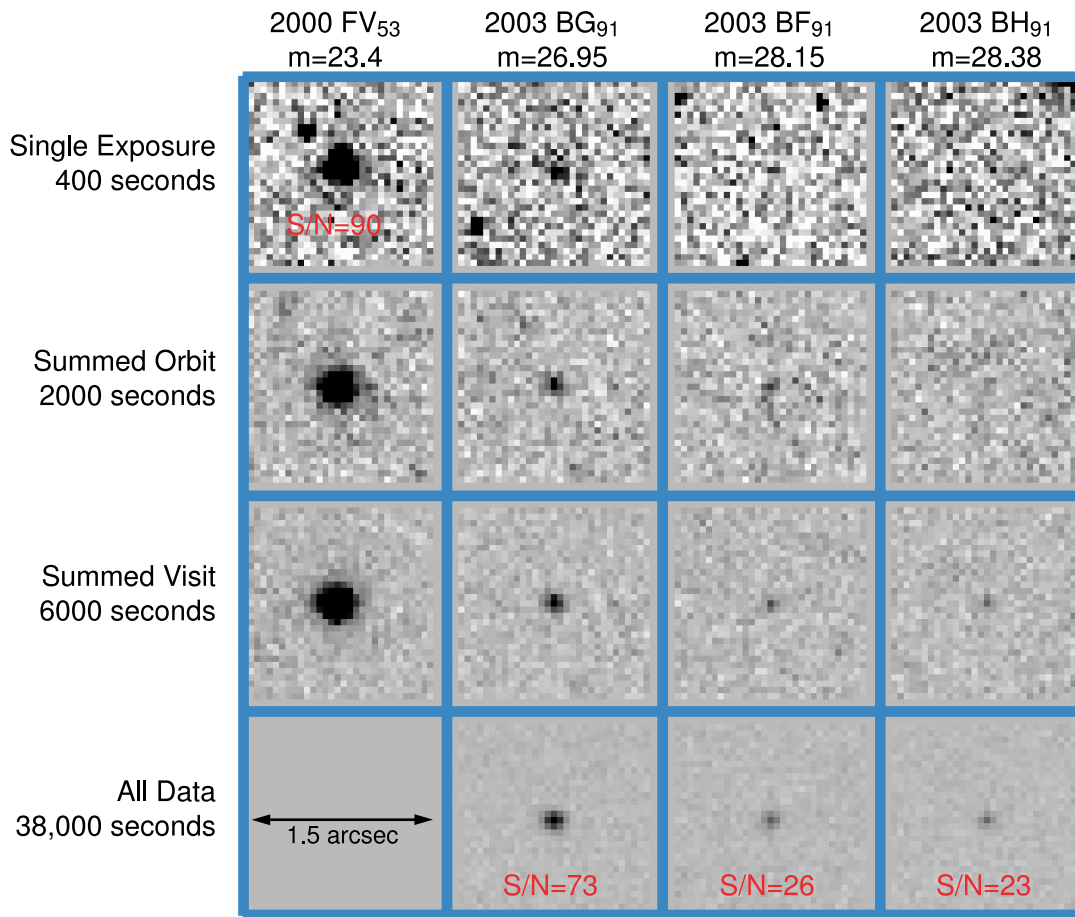 2000 FV₅₃ 2003 BG₉₁ 2003 BF₉₁ 2003 BH₉₁
m=23.4 m=26.95 m=28.15 m=28.38
Single Exposure
400 seconds
S/N=90
Summed Orbit
2000 seconds
Summed Visit
6000 seconds
All Data
38,000 seconds
1.5 arcsec
S/N=73 S/N=26 S/N=23